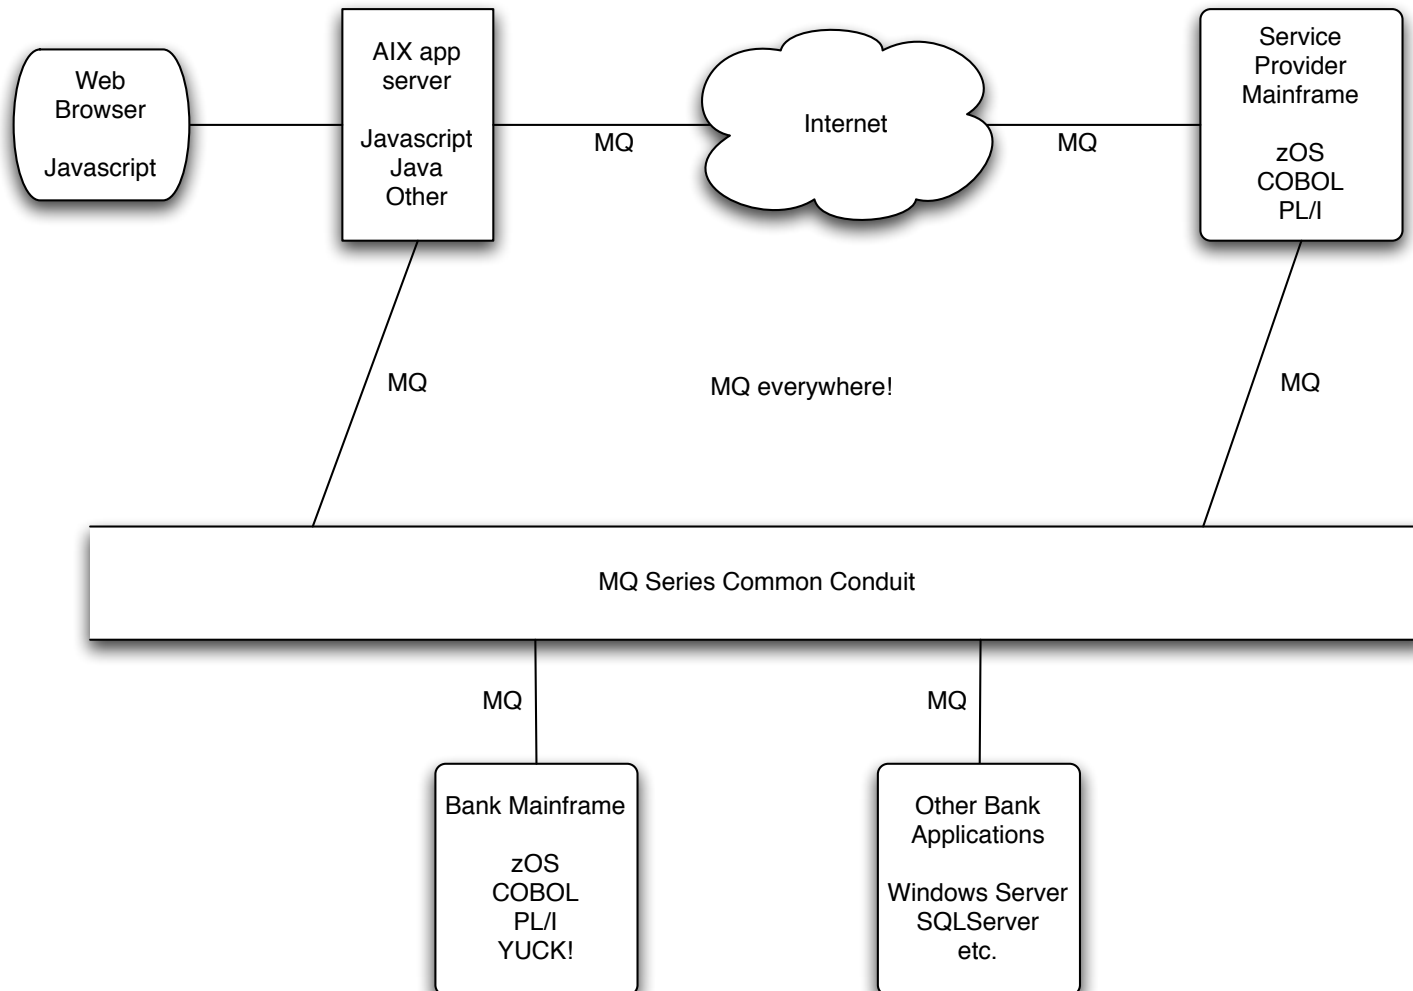 Web
Browser
Javascript
AIX app
server
Javascript
Java
Other
MQ
Internet
MQ
Service
Provider
Mainframe
zOS
COBOL
PL/I
MQ
MQ everywhere!
MQ
MQ Series Common Conduit
MQ
MQ
Bank Mainframe
zOS
COBOL
PL/I
YUCK!
Other Bank
Applications
Windows Server
SQLServer
etc.